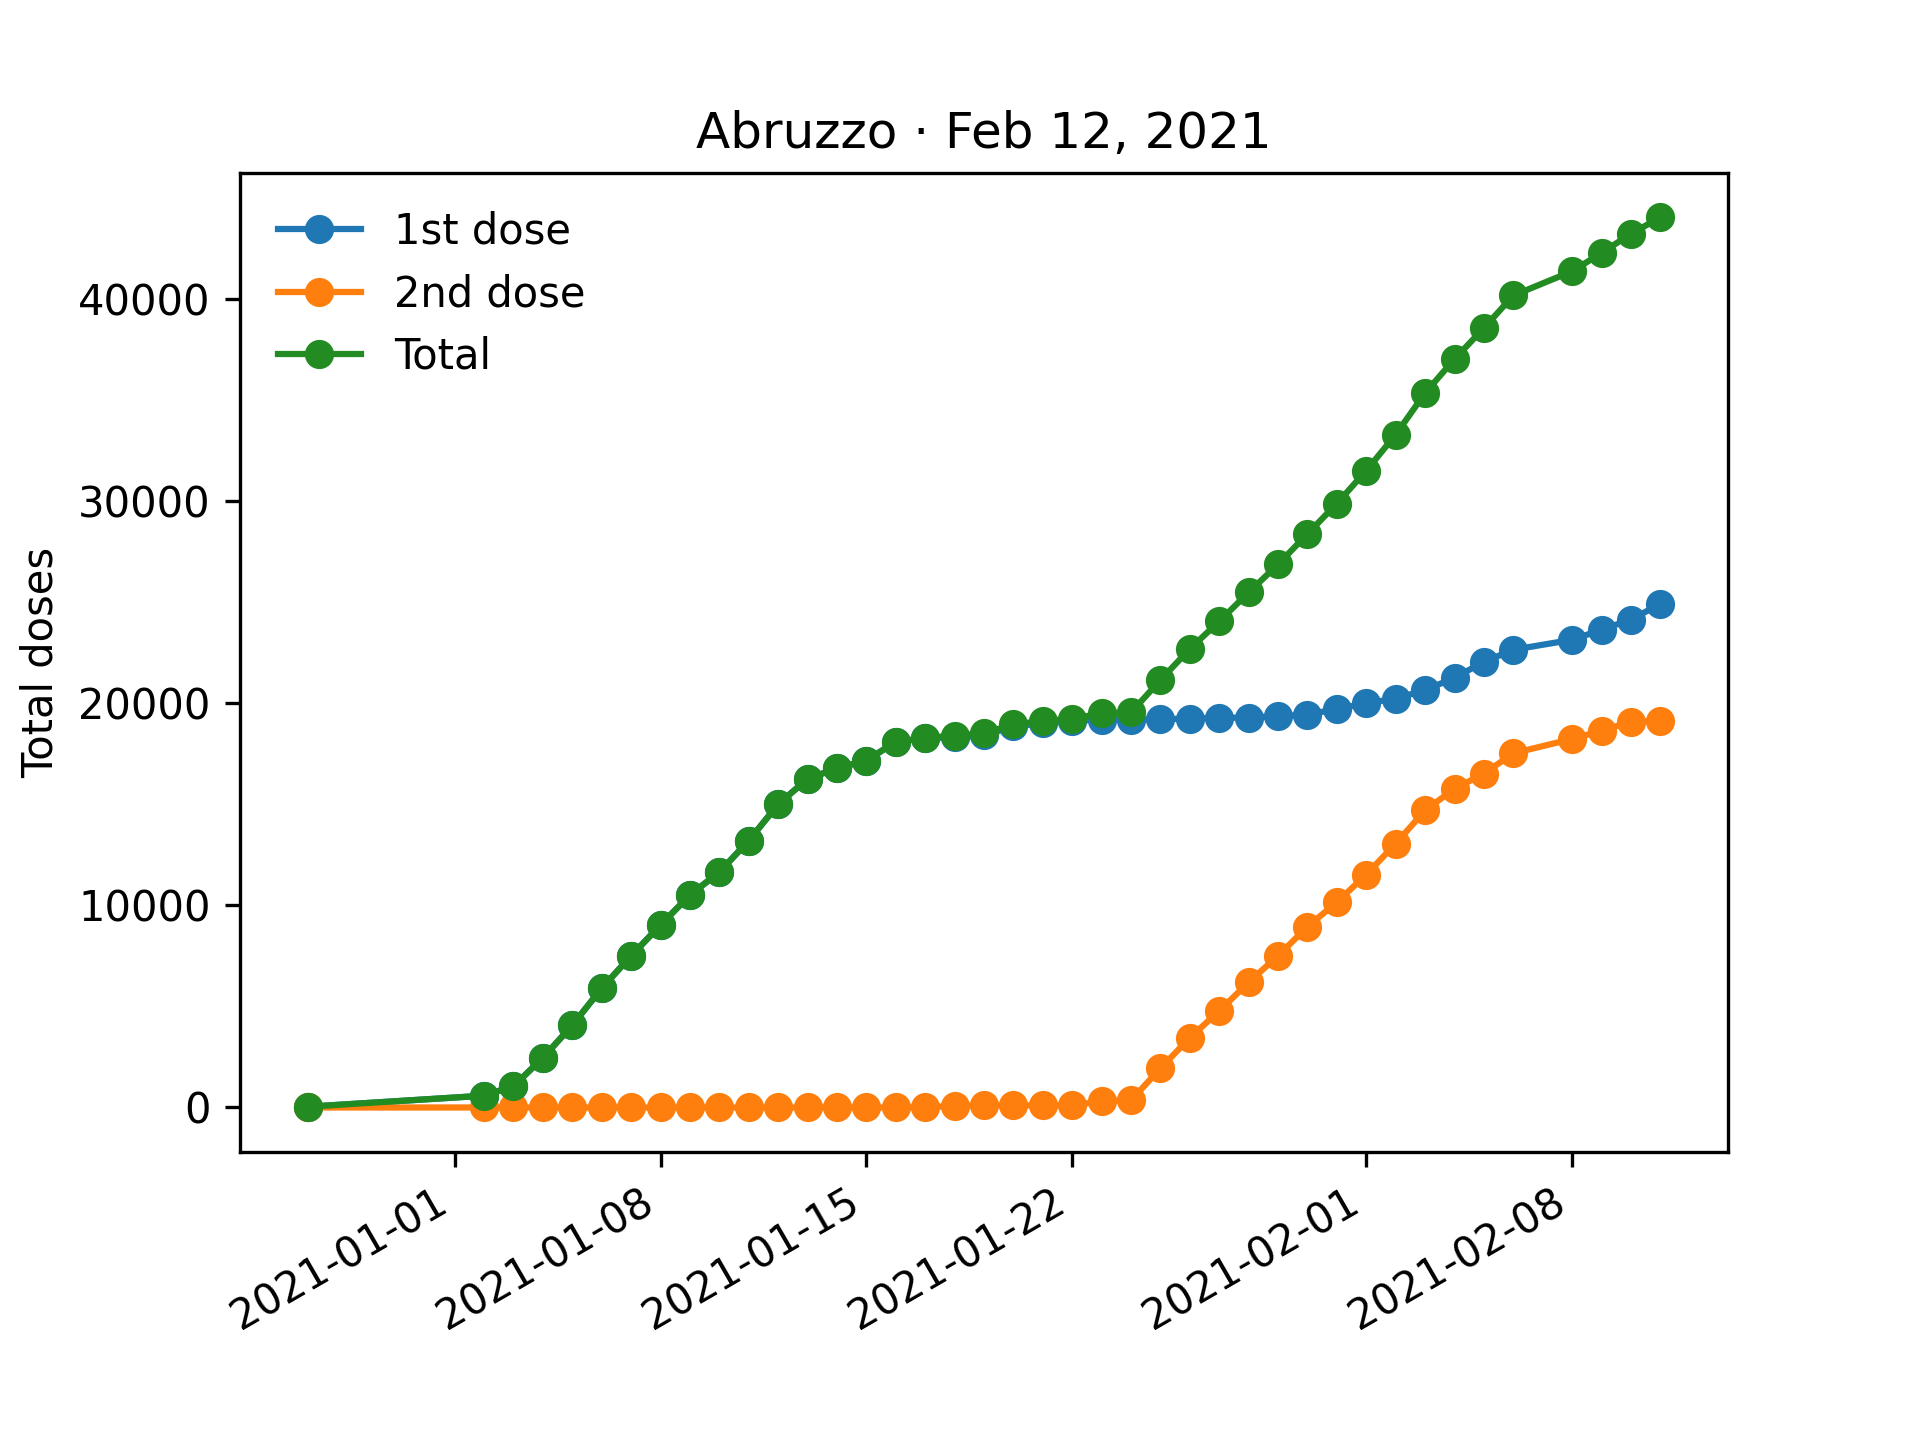 Abruzzo · Feb 12, 2021
1st dose
2nd dose
Total
Total doses
40000
30000
20000
10000
0
2021-01-01
2021-01-08
2021-01-15
2021-01-22
2021-02-01
2021-02-08